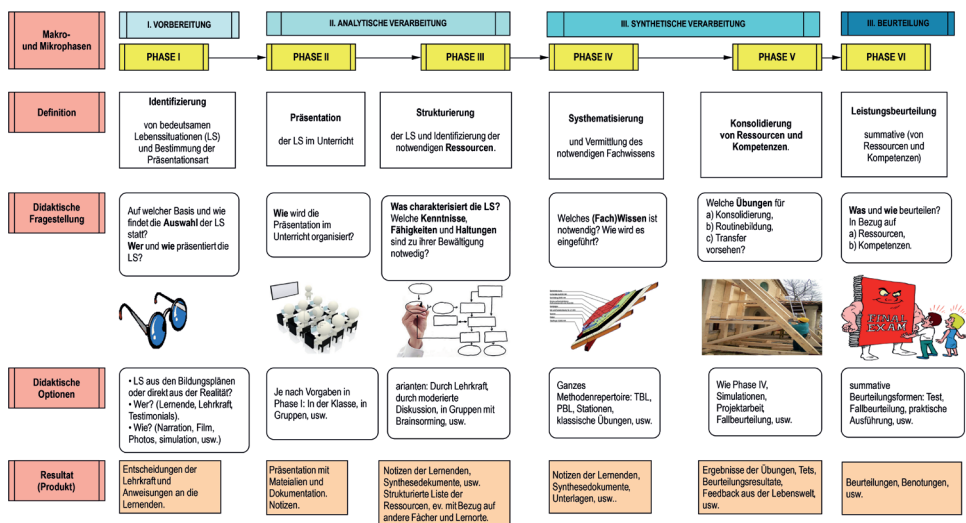 Makro-
und Mikrophasen
I. VORBEREITUNG
II. ANALYTISCHE VERARBEITUNG
III. SYNTHETISCHE VERARBEITUNG
III. BEURTEILUNG
PHASE I
PHASE II
PHASE III
PHASE IV
PHASE V
PHASE VI
Definition
Identifizierung
von bedeutsamen
Lebenssituationen (LS)
und Bestimmung der
Präsentationsart
Präsentation
der LS im Unterricht
Strukturierung
der LS und Identifizierung der
notwendigen Ressourcen.
Systhematisierung
und Vermittlung des
notwendigen Fachwissens
Konsolidierung
von Ressourcen und
Kompetenzen.
Leistungsbeurteilung
summative (von
Ressourcen und
Kompetenzen)
Didaktische
Fragestellung
Auf welcher Basis und wie
findet die Auswahl der LS
statt?
Wer und wie präsentiert die
LS?
Wie wird die
Präsentation im
Unterricht organisiert?
Was charakterisiert die LS?
Welche Kenntnisse,
Fähigkeiten und Haltungen
sind zu ihrer Bewältigung
notwedig?
Welches (Fach)Wissen ist
notwendig? Wie wird es
eingeführt?
Welche Übungen für
a) Konsolidierung,
b) Routinebildung,
c) Transfer
vorsehen?
Was und wie beurteilen?
In Bezug auf
a) Ressourcen,
b) Kompetenzen.
FINAL
EXAM
Didaktische
Optionen
• LS aus den Bildungsplänen
oder direkt aus der Realität?
• Wer? (Lernende, Lehrkraft,
Testimonials).
• Wie? (Narration, Film,
Photos, simulation, usw.)
Je nach Vorgaben in
Phase I: In der Klasse, in
Gruppen, usw.
arianten: Durch Lehrkraft,
durch moderierte
Diskussion, in Gruppen mit
Brainsorming, usw.
Ganzes
Methodenrepertoire: TBL,
PBL, Stationen,
klassische Übungen, usw.
Wie Phase IV,
Simulationen,
Projektarbeit,
Fallbeurteilung, usw.
summative
Beurteilungsformen: Test,
Fallbeurteilung, praktische
Ausführung, usw.
Resultat
(Produkt)
Entscheidungen der
Lehrkraft und
Anweisungen an die
Lernenden.
Präsentation mit
Mateialien und
Dokumentation.
Notizen.
Notizen der Lernenden,
Synthesedekumente, usw.
Strukturierte Liste der
Ressourcen, ev. mit Bezug auf
andere Fächer und Lernorte.
Notizen der Lernenden,
Synthesedokumente,
Unterlagen, usw..
Ergebnisse der Übungen, Tets,
Beurteilungsresultate,
Feedback aus der Lebenswelt,
usw.
Beurteilungen, Benotungen,
usw.